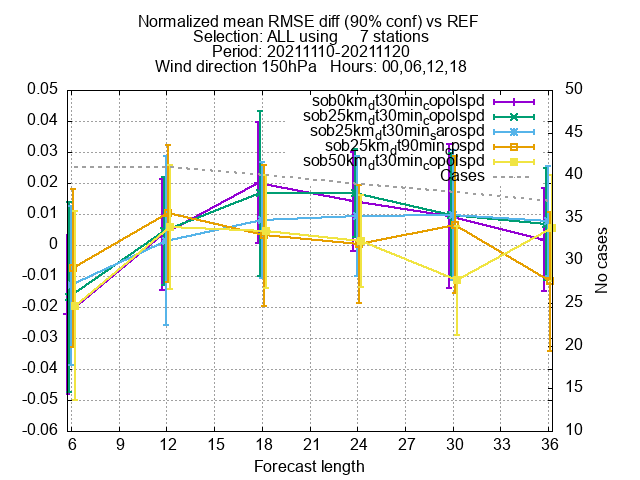 Normalized mean RMSE diff (90% conf) vs REF
Selection: ALL using 7 stations
Period: 20211110-20211120
Wind direction 150hPa Hours: 00,06,12,18
0.05 50
sob0km_dt30min_copolspd
0.04 sob25km_dt30min_copolspd 45
sob25km_dt30min_sarospd
0.03 sob25km_dt90min_copspd
sob50km_dt30min_copolspd
0.02 Cases 40
0.01 35
0
-0.01 30
-0.02 25
-0.03 20
-0.04 15
-0.05
-0.06 10
No cases
6 9 12 15 18 21 24 27 30 33 36
Forecast length